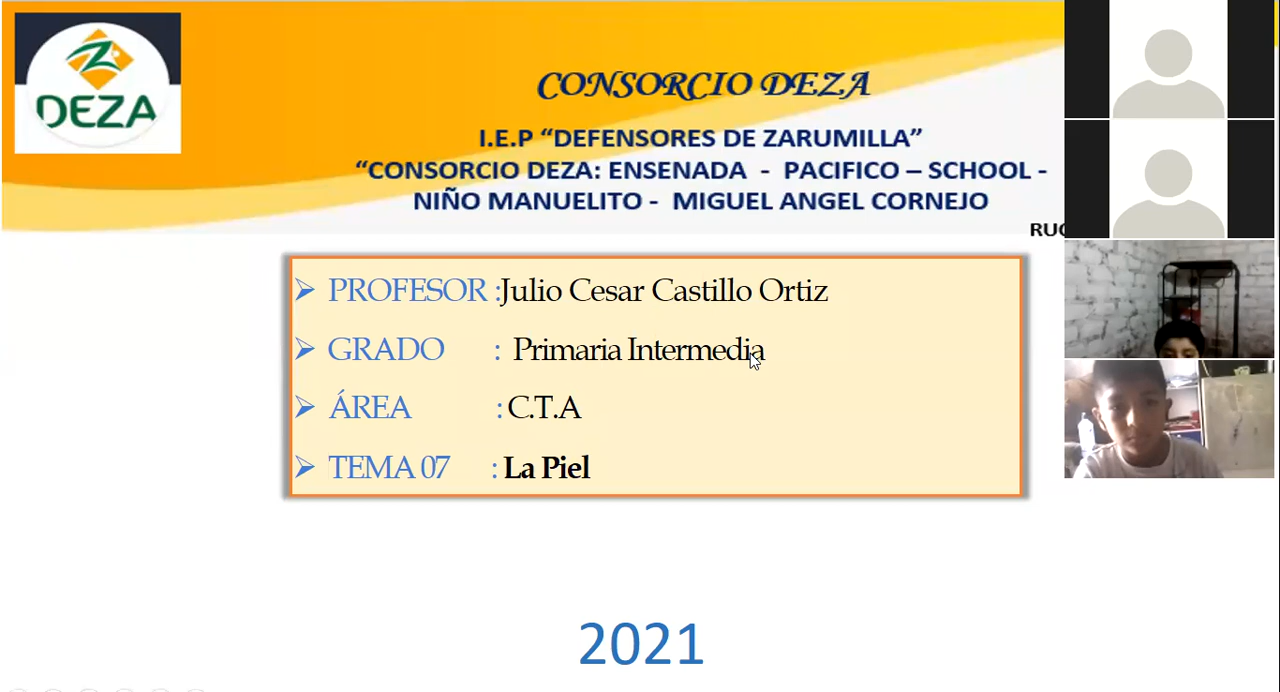 DEZA
CONSORCIO DEZA
I.E.P “DEFENSORES DE ZARUMILLA”
“CONSORCIO DEZA: ENSENADA - PACIFICO – SCHOOL -
NIÑO MANUELITO - MIGUEL ANGEL CORNEJO
RUC
➢ PROFESOR :Julio Cesar Castillo Ortiz
➢ GRADO : Primaria Intermedia
➢ ÁREA : C.T.A
➢ TEMA 07 : La Piel
2021